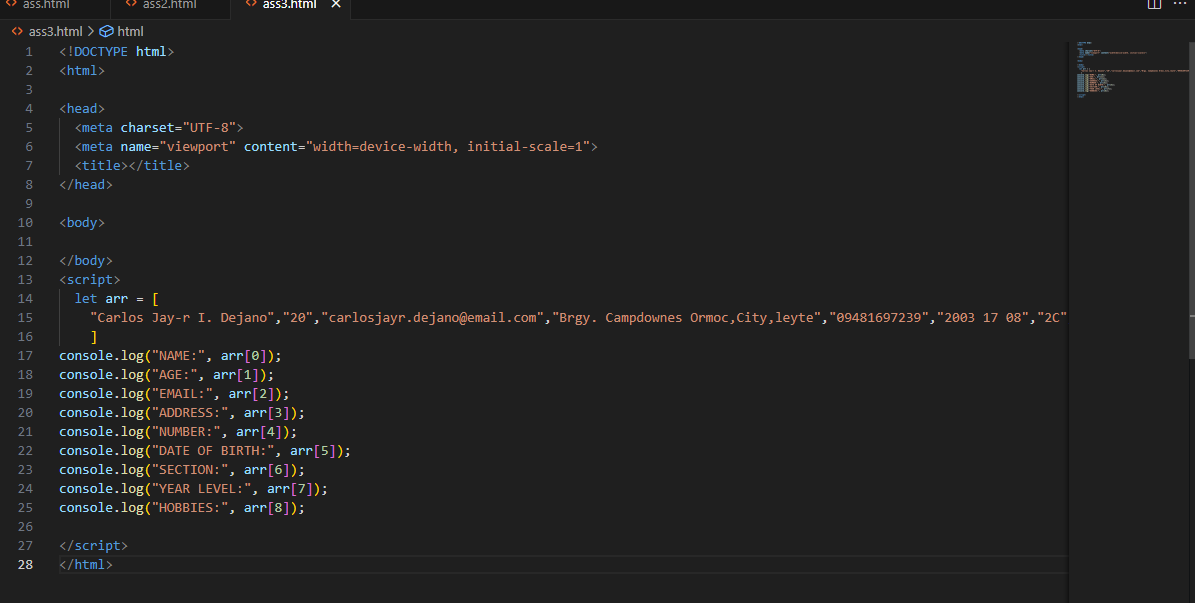 ass.html ass2.html ass3.html ×
ass3.html > html
1 <!DOCTYPE html>
2 <html>
3
4 <head>
5 <meta charset="UTF-8">
6 <meta name="viewport" content="width=device-width, initial-scale=1">
7 <title></title>
8 </head>
9
10 <body>
11
12 </body>
13 <script>
14 let arr = [
15 "Carlos Jay-r I. Dejano","20","carlosjayr.dejano@email.com","Brgy. Campdownes Ormoc,City,leyte","09481697239","2003 17 08","2C"
16 ]
17 console.log("NAME:", arr[0]);
18 console.log("AGE:", arr[1]);
19 console.log("EMAIL:", arr[2]);
20 console.log("ADDRESS:", arr[3]);
21 console.log("NUMBER:", arr[4]);
22 console.log("DATE OF BIRTH:", arr[5]);
23 console.log("SECTION:", arr[6]);
24 console.log("YEAR LEVEL:", arr[7]);
25 console.log("HOBBIES:", arr[8]);
26
27 </script>
28 </html>